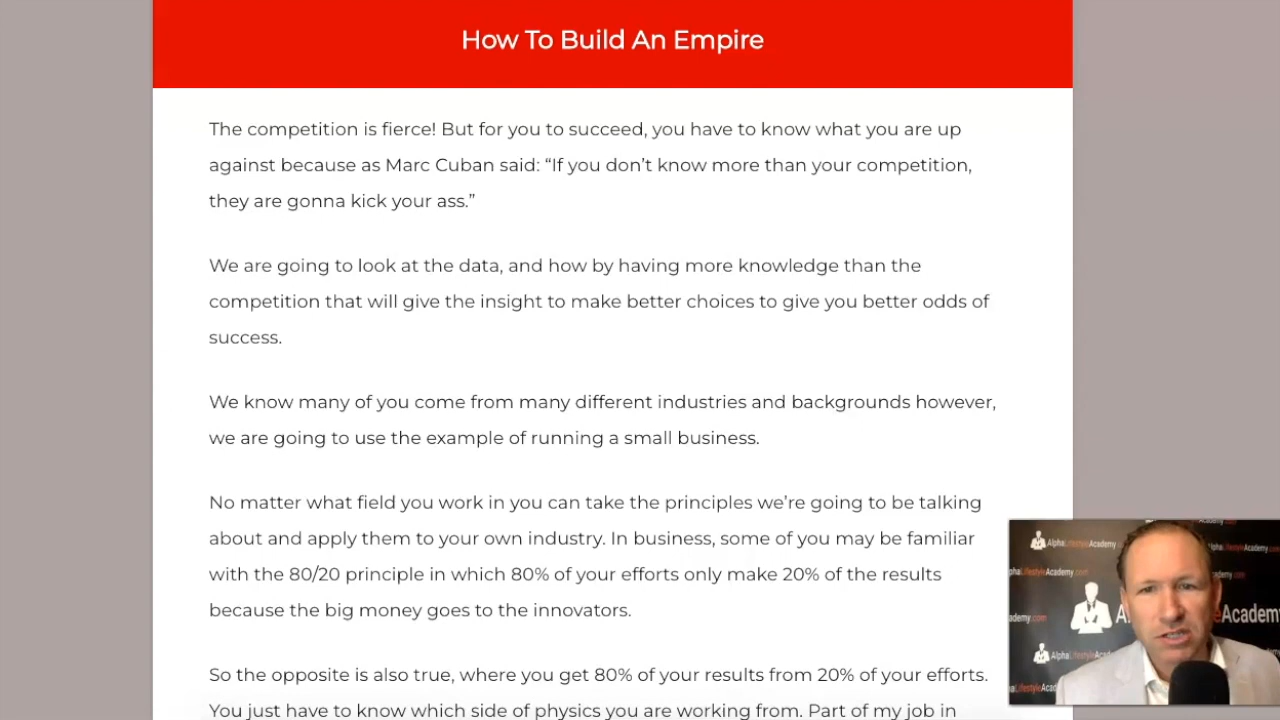 How To Build An Empire
The competition is fierce! But for you to succeed, you have to know what you are up
against because as Marc Cuban said: “If you don’t know more than your competition,
they are gonna kick your ass.”
We are going to look at the data, and how by having more knowledge than the
competition that will give the insight to make better choices to give you better odds of
success.
We know many of you come from many different industries and backgrounds however,
we are going to use the example of running a small business.
No matter what field you work in you can take the principles we’re going to be talking
about and apply them to your own industry. In business, some of you may be familiar
with the 80/20 principle in which 80% of your efforts only make 20% of the results
because the big money goes to the innovators.
So the opposite is also true, where you get 80% of your results from 20% of your efforts.
You just have to know which side of physics you are working from. Part of my job in
AlphaLifestyleAcademy.com